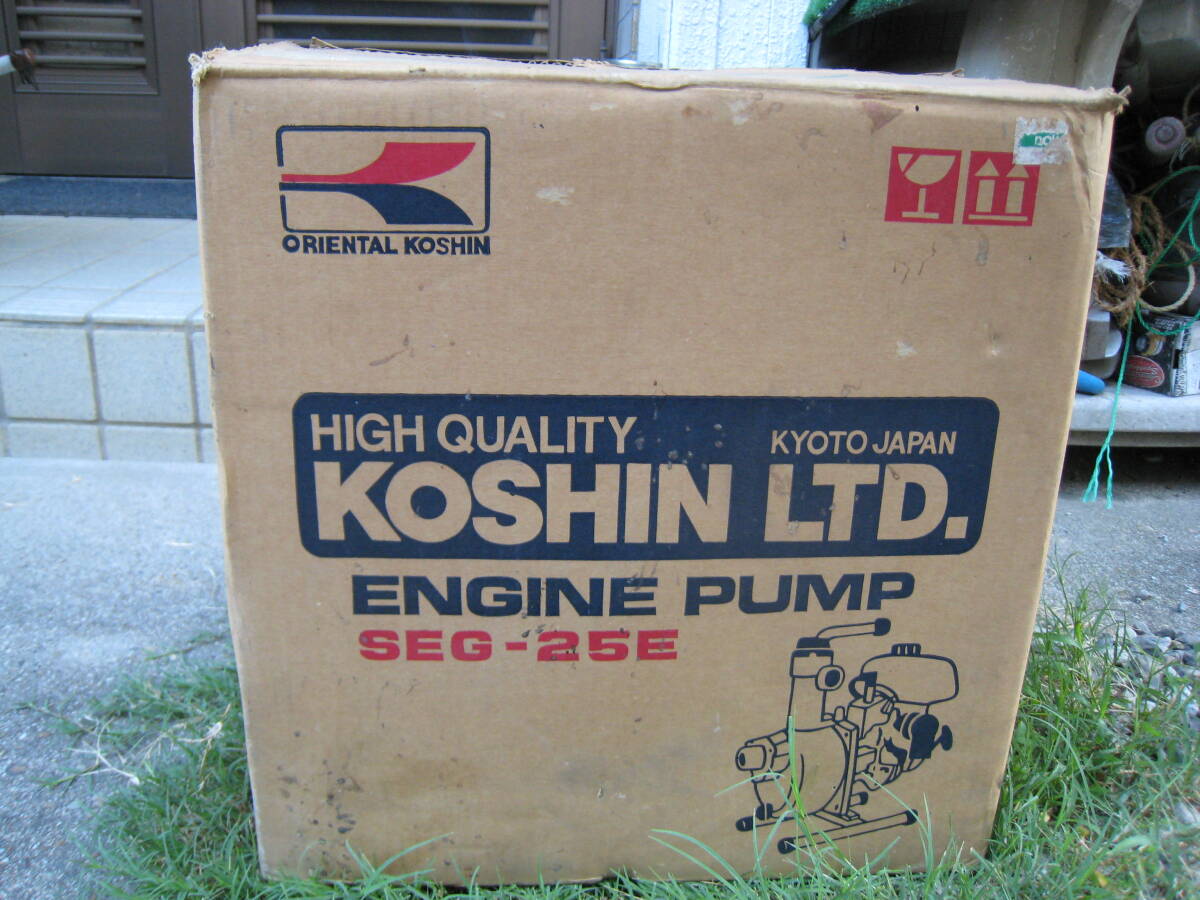 ORIENTAL KOSHIN
HIGH QUALITY
KYOTO JAPAN
KOSHIN LTD.
ENGINE PUMP
SEG-25E